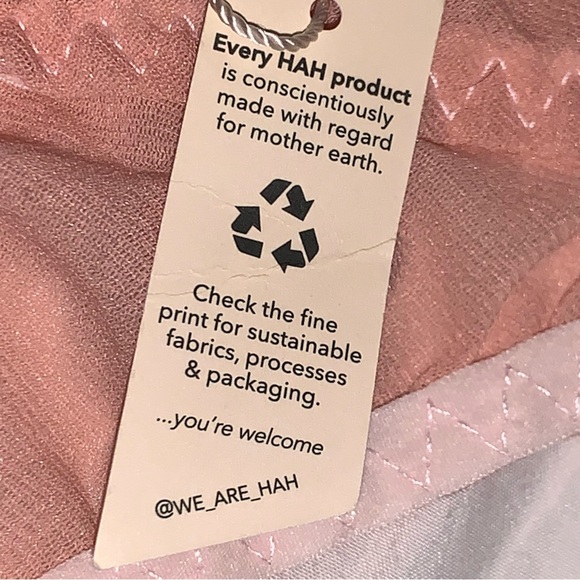 Every HAH product
is conscientiously
made with regard
for mother earth.
Check the fine
print for sustainable
fabrics, processes
& packaging.
...you're welcome
@WE_ARE_HAH